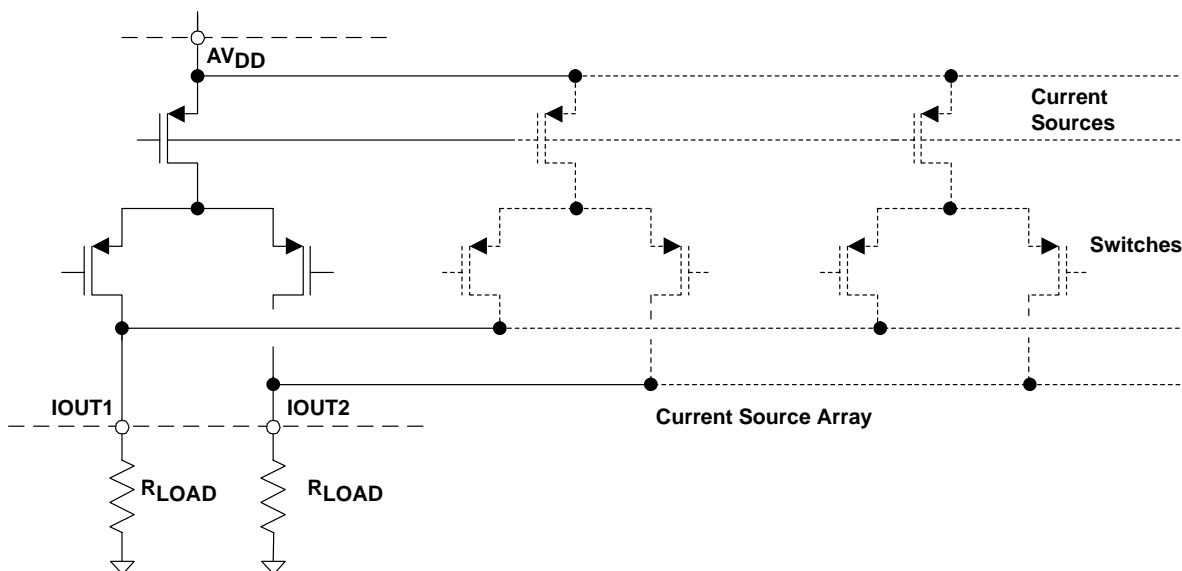 AVDD
Current
Sources
Switches
IOUT1
IOUT2
Current Source Array
RLOAD
RLOAD